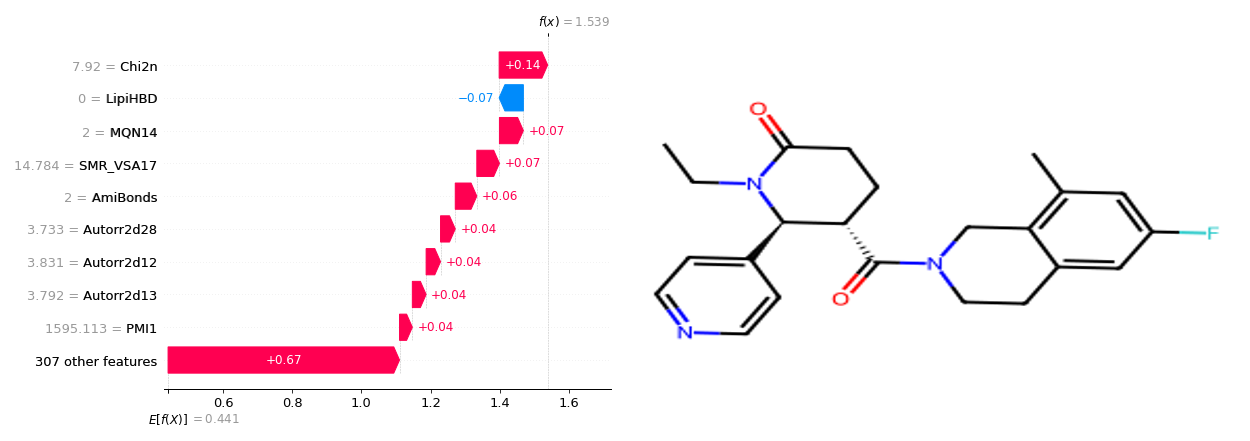 f(x) = 1.539
7.92 = Chi2n
+0.14
0 = LipiHBD
−0.07
2 = MQN14
+0.07
14.784 = SMR_VSA17
+0.07
2 = AmiBonds
+0.06
3.733 = Autorr2d28
+0.04
3.831 = Autorr2d12
+0.04
3.792 = Autorr2d13
+0.04
1595.113 = PMI1
+0.04
307 other features
+0.67
0.6 0.8 1.0 1.2 1.4 1.6
E[f(X)] = 0.441
O
N
N
O
N
F